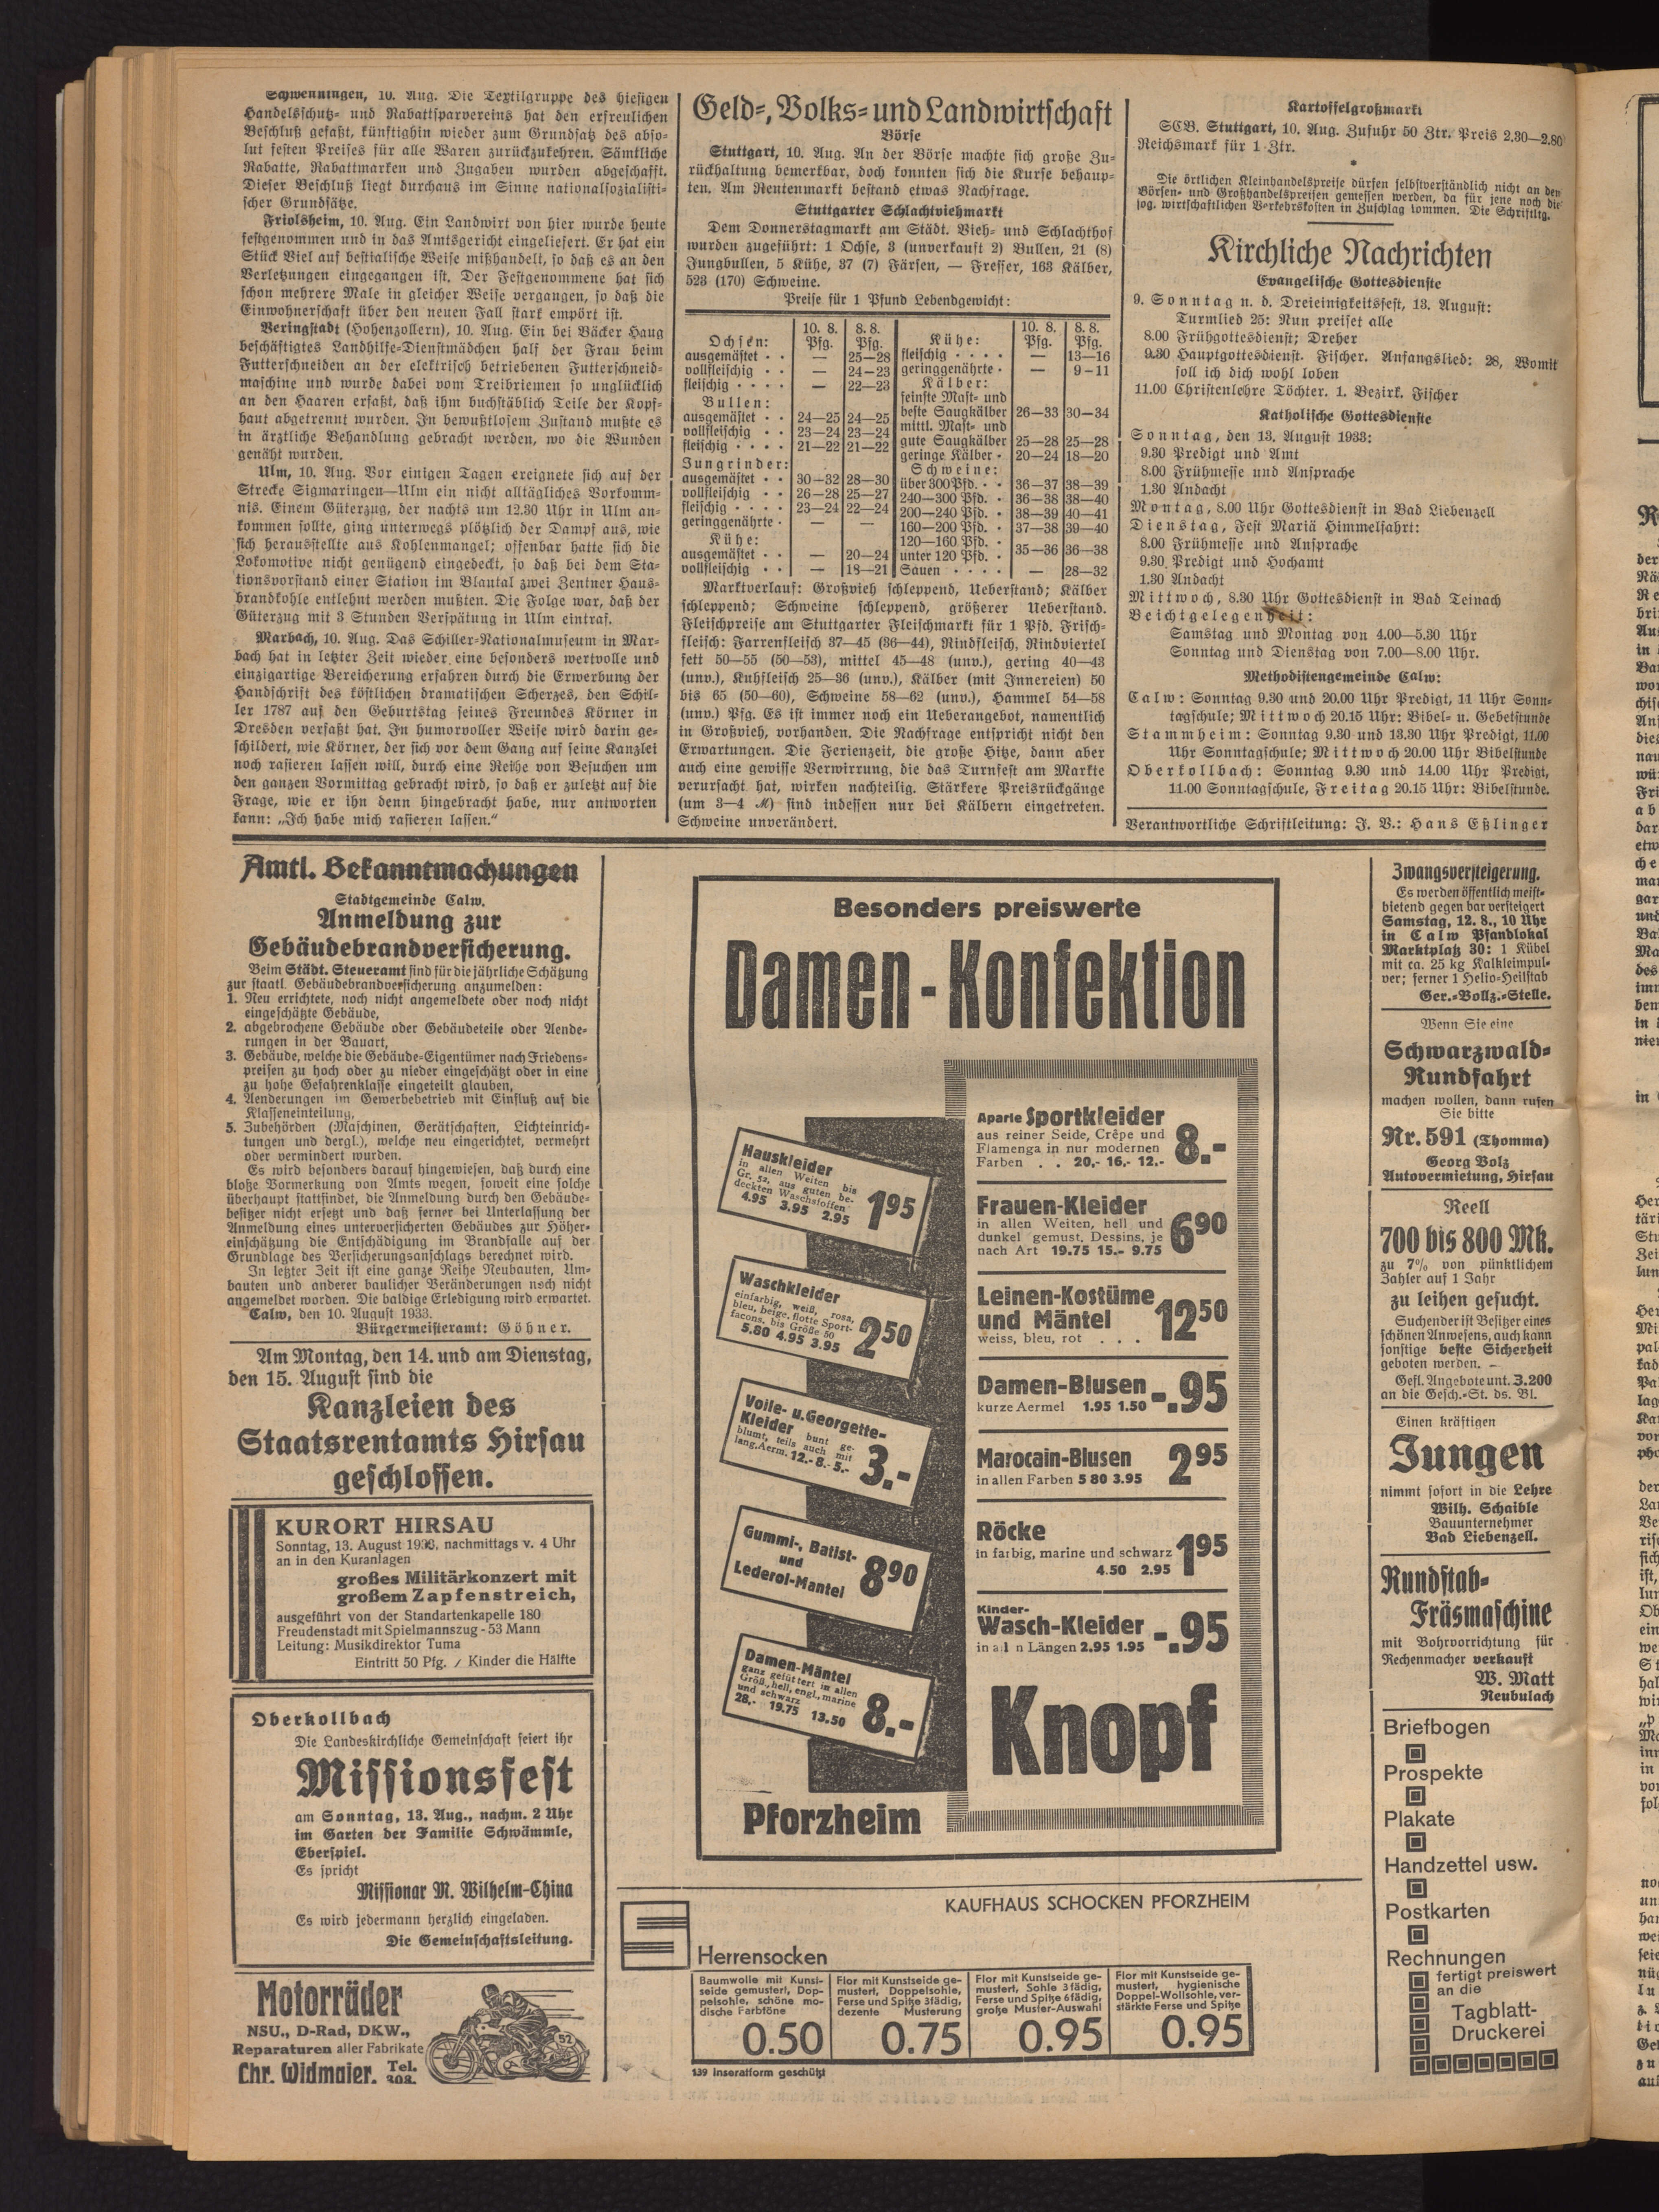 Schwenningen, 10. Aug. Die Textilgruppe des hiesigen
Handelsschutz- und Rabattsparvereins hat den erfreulichen
Beschluß gefaßt, künftighin wieder zum Grundsatz des abso-
lut festen Preises für alle Waren zurückzukehren. Sämtliche
Rabatte, Rabattmarken und Zugaben wurden abgeschafft.
Dieser Beschluß liegt durchaus im Sinne nationalsozialisti-
scher Grundsätze.
Friolsheim, 10. Aug. Ein Landwirt von hier wurde heute
festgenommen und in das Amtsgericht eingeliefert. Er hat ein
Stück Viel auf bestialische Weise mißhandelt, so daß es an den
Verletzungen eingegangen ist. Der Festgenommene hat sich
schon mehrere Male in gleicher Weise vergangen, so daß die
Einwohnerschaft über den neuen Fall stark empört ist.
Veringstadt (Hohenzollern), 10. Aug. Ein bei Bäcker Haug
beschäftigtes Landhilfe-Dienstmädchen half der Frau beim
Futterschneiden an der elektrisch betriebenen Futterschneid-
maschine und wurde dabei vom Treibriemen so unglücklich
an den Haaren erfaßt, daß ihm buchstäblich Teile der Kopf-
haut abgetrennt wurden. In bewußtlosem Zustand mußte es
in ärztliche Behandlung gebracht werden, wo die Wunden
genäht wurden.
Ulm, 10. Aug. Vor einigen Tagen ereignete sich auf der
Strecke Sigmaringen—Ulm ein nicht alltägliches Vorkomm-
nis. Einem Güterzug, der nachts um 12.30 Uhr in Ulm an-
kommen sollte, ging unterwegs plötzlich der Dampf aus, wie
sich herausstellte aus Kohlenmangel; offenbar hatte sich die
Lokomotive nicht genügend eingedeckt, so daß bei dem Sta-
tionsvorstand einer Station im Blautal zwei Zentner Haus-
brandkohle entlehnt werden mußten. Die Folge war, daß der
Güterzug mit 3 Stunden Verspätung in Ulm eintraf.
Marbach, 10. Aug. Das Schiller-Nationalmuseum in Mar-
bach hat in letzter Zeit wieder eine besonders wertvolle und
einzigartige Bereicherung erfahren durch die Erwerbung der
Handschrift des köstlichen dramatischen Scherzes, den Schil-
ler 1787 auf den Geburtstag seines Freundes Körner in
Dresden verfaßt hat. In humorvoller Weise wird darin ge-
schildert, wie Körner, der sich vor dem Gang auf seine Kanzlei
noch rasieren lassen will, durch eine Reihe von Besuchen um
den ganzen Vormittag gebracht wird, so daß er zuletzt auf die
Frage, wie er ihn denn hingebracht habe, nur antworten
kann: „Ich habe mich rasieren lassen.“
Geld-, Volks- und Landwirtschaft
Börse
Stuttgart, 10. Aug. An der Börse machte sich große Zu-
rückhaltung bemerkbar, doch konnten sich die Kurse behaup-
ten. Am Rentenmarkt bestand etwas Nachfrage.
Stuttgarter Schlachtviehmarkt
Dem Donnerstagmarkt am Städt. Vieh- und Schlachthof
wurden zugeführt: 1 Ochse, 3 (unverkauft 2) Bullen, 21 (8)
Jungbullen, 5 Kühe, 37 (7) Färsen, — Fresser, 163 Kälber,
523 (170) Schweine.
Preise für 1 Pfund Lebendgewicht:
10. 8. 8. 8.
Ochsen: Pfg. Pfg.
ausgemästet . . — 25—28
vollfleischig . . — 24—23
fleischig . . . . — 22—23
Bullen:
ausgemästet . . 24—25 24—25
vollfleischig . . 23—24 23—24
fleischig . . . . 21—22 21—22
Jungrinder:
ausgemästet . . 30—32 28—30
vollfleischig . . 26—28 25—27
fleischig . . . . 23—24 22—24
geringgenährte . — —
Kühe:
ausgemästet . . — 20—24
vollfleischig . . — 18—21
10. 8. 8. 8.
Kühe: Pfg. Pfg.
fleischig . . . . — 13—16
geringgenährte . — 9—11
Kälber:
feinste Mast- und
beste Saugkälber 26—33 30—34
mittl. Mast- und
gute Saugkälber 25—28 25—28
geringe Kälber . 20—24 18—20
Schweine:
über 300 Pfd. . . 36—37 38—39
240—300 Pfd. . 36—38 38—40
200—240 Pfd. . 38—39 40—41
160—200 Pfd. . 37—38 39—40
120—160 Pfd. .
unter 120 Pfd. . 35—36 36—38
Sauen . . . . — 28—32
Marktverlauf: Großvieh schleppend, Ueberstand; Kälber
schleppend; Schweine schleppend, größerer Ueberstand.
Fleischpreise am Stuttgarter Fleischmarkt für 1 Pfd. Frisch-
fleisch: Farrenfleisch 37—45 (36—44), Rindfleisch, Rindviertel
fett 50—55 (50—53), mittel 45—48 (unv.), gering 40—43
(unv.), Kuhfleisch 25—36 (unv.), Kälber (mit Innereien) 50
bis 65 (50—60), Schweine 58—62 (unv.), Hammel 54—58
(unv.) Pfg. Es ist immer noch ein Ueberangebot, namentlich
in Großvieh, vorhanden. Die Nachfrage entspricht nicht den
Erwartungen. Die Ferienzeit, die große Hitze, dann aber
auch eine gewisse Verwirrung, die das Turnfest am Markte
verursacht hat, wirken nachteilig. Stärkere Preisrückgänge
(um 3—4 M) sind indessen nur bei Kälbern eingetreten.
Schweine unverändert.
Kartoffelgroßmarkt
SCB. Stuttgart, 10. Aug. Zufuhr 50 Ztr. Preis 2.30—2.80
Reichsmark für 1 Ztr.
*
Die örtlichen Kleinhandelspreise dürfen selbstverständlich nicht an den
Börsen- und Großhandelspreisen gemessen werden, da für jene noch die
sog. wirtschaftlichen Verkehrskosten in Zuschlag kommen. Die Schriftltg.
Kirchliche Nachrichten
Evangelische Gottesdienste
9. Sonntag n. d. Dreieinigkeitsfest, 13. August:
Turmlied 25: Nun preiset alle
8.00 Frühgottesdienst; Dreher
9.30 Hauptgottesdienst. Fischer. Anfangslied: 28, Womit
soll ich dich wohl loben
11.00 Christenlehre Töchter. 1. Bezirk. Fischer
Katholische Gottesdienste
Sonntag, den 13. August 1933:
9.30 Predigt und Amt
8.00 Frühmesse und Ansprache
1.30 Andacht
Montag, 8.00 Uhr Gottesdienst in Bad Liebenzell
Dienstag, Fest Mariä Himmelfahrt:
8.00 Frühmesse und Ansprache
9.30 Predigt und Hochamt
1.30 Andacht
Mittwoch, 8.30 Uhr Gottesdienst in Bad Teinach
Beichtgelegenheit:
Samstag und Montag von 4.00—5.30 Uhr
Sonntag und Dienstag von 7.00—8.00 Uhr.
Methodistengemeinde Calw:
Calw: Sonntag 9.30 und 20.00 Uhr Predigt, 11 Uhr Sonn-
tagschule; Mittwoch 20.15 Uhr: Bibel- u. Gebetstunde
Stammheim: Sonntag 9.30 und 13.30 Uhr Predigt, 11.00
Uhr Sonntagschule; Mittwoch 20.00 Uhr Bibelstunde
Oberkollbach: Sonntag 9.30 und 14.00 Uhr Predigt,
11.00 Sonntagschule, Freitag 20.15 Uhr: Bibelstunde.
Verantwortliche Schriftleitung: J. V.: Hans Eßlinger
Amtl. Bekanntmachungen
Stadtgemeinde Calw.
Anmeldung zur
Gebäudebrandversicherung.
Beim Städt. Steueramt sind für die jährliche Schätzung
zur staatl. Gebäudebrandversicherung anzumelden:
1. Neu errichtete, noch nicht angemeldete oder noch nicht
eingeschätzte Gebäude,
2. abgebrochene Gebäude oder Gebäudeteile oder Aende-
rungen in der Bauart,
3. Gebäude, welche die Gebäude-Eigentümer nach Friedens-
preisen zu hoch oder zu nieder eingeschätzt oder in eine
zu hohe Gefahrenklasse eingeteilt glauben,
4. Aenderungen im Gewerbebetrieb mit Einfluß auf die
Klasseneinteilung,
5. Zubehörden (Maschinen, Gerätschaften, Lichteinrich-
tungen und dergl.), welche neu eingerichtet, vermehrt
oder vermindert wurden.
Es wird besonders darauf hingewiesen, daß durch eine
bloße Vormerkung von Amts wegen, soweit eine solche
überhaupt stattfindet, die Anmeldung durch den Gebäude-
besitzer nicht ersetzt und daß ferner bei Unterlassung der
Anmeldung eines unterversicherten Gebäudes zur Höher-
einschätzung die Entschädigung im Brandfalle auf der
Grundlage des Versicherungsanschlags berechnet wird.
In letzter Zeit ist eine ganze Reihe Neubauten, Um-
bauten und anderer baulicher Veränderungen noch nicht
angemeldet worden. Die baldige Erledigung wird erwartet.
Calw, den 10. August 1933.
Bürgermeisteramt: Göhner.
Am Montag, den 14. und am Dienstag,
den 15. August sind die
Kanzleien des
Staatsrentamts Hirsau
geschlossen.
KURORT HIRSAU
Sonntag, 13. August 1933, nachmittags v. 4 Uhr
an in den Kuranlagen
großes Militärkonzert mit
großem Zapfenstreich,
ausgeführt von der Standartenkapelle 180
Freudenstadt mit Spielmannszug - 53 Mann
Leitung: Musikdirektor Tuma
Eintritt 50 Pfg. / Kinder die Hälfte
Oberkollbach
Die Landeskirchliche Gemeinschaft feiert ihr
Missionsfest
am Sonntag, 13. Aug., nachm. 2 Uhr
im Garten der Familie Schwämmle,
Eberspiel.
Es spricht
Missionar M. Wilhelm-China
Es wird jedermann herzlich eingeladen.
Die Gemeinschaftsleitung.
Motorräder
NSU., D-Rad, DKW.,
Reparaturen aller Fabrikate
Chr. Widmaier. Tel.
308.
52
Besonders preiswerte
Damen-Konfektion
Hauskleider
in allen Weiten bis
Gr. 52, aus guten be-
deckten Waschstoffen
4.95 3.95 2.95 1.95
Waschkleider
einfarbig, weiß, rosa,
bleu, beige, flotte Sport-
facons, bis Größe 50
5.80 4.95 3.95 2.50
Voile- u. Georgette-
Kleider bunt ge-
blumt, teils auch mit
lang. Aerm. 12.- 8.- 5.- 3.-
Gummi-, Batist-
und
Lederol-Mantel 8.90
Damen-Mäntel
ganz gefüttert in allen
Größ., hell, engl., marine
und schwarz
28.- 19.75 13.50 8.-
Aparte Sportkleider
aus reiner Seide, Crêpe und
Flamenga in nur modernen
Farben . . 20,- 16,- 12,- 8.-
Frauen-Kleider
in allen Weiten, hell und
dunkel gemust. Dessins, je
nach Art 19.75 15.- 9.75 6.90
Leinen-Kostüme
und Mäntel
weiss, bleu, rot . . . 12.50
Damen-Blusen
kurze Aermel 1.95 1.50 -.95
Marocain-Blusen
in allen Farben 5 80 3.95 2.95
Röcke
in farbig, marine und schwarz
4.50 2.95 1.95
Kinder-
Wasch-Kleider
in all n Längen 2.95 1.95 -.95
Knopf
Pforzheim
KAUFHAUS SCHOCKEN PFORZHEIM
Herrensocken
Baumwolle mit Kunst-
seide gemustert, Dop-
pelsohle, schöne mo-
dische Farbtöne
0.50
Flor mit Kunstseide ge-
mustert, Doppelsohle,
Ferse und Spitze 3fädig,
dezente Musterung
0.75
Flor mit Kunstseide ge-
mustert, Sohle 3fädig,
Ferse und Spitze 6fädig,
große Muster-Auswahl
0.95
Flor mit Kunstseide ge-
mustert, hygienische
Doppel-Wollsohle, ver-
stärkte Ferse und Spitze
0.95
139 Inseratform geschützt
Zwangsversteigerung.
Es werden öffentlich meist-
bietend gegen bar versteigert
Samstag, 12. 8., 10 Uhr
in Calw Pfandlokal
Marktplatz 30: 1 Kübel
mit ca. 25 kg Kalkleimpul-
ver; ferner 1 Helio-Heilstab
Ger.-Vollz.-Stelle.
Wenn Sie eine
Schwarzwald-
Rundfahrt
machen wollen, dann rufen
Sie bitte
Nr. 591 (Thomma)
Georg Volz
Autovermietung, Hirsau
Reell
700 bis 800 Mk.
zu 7% von pünktlichem
Zahler auf 1 Jahr
zu leihen gesucht.
Suchender ist Besitzer eines
schönen Anwesens, auch kann
sonstige beste Sicherheit
geboten werden. –
Gefl. Angebote unt. 3.200
an die Gesch.-St. ds. Bl.
Einen kräftigen
Jungen
nimmt sofort in die Lehre
Wilh. Schaible
Bauunternehmer
Bad Liebenzell.
Rundstab-
Fräsmaschine
mit Bohrvorrichtung für
Rechenmacher verkauft
W. Matt
Neubulach
Briefbogen
Prospekte
Plakate
Handzettel usw.
Postkarten
Rechnungen
fertigt preiswert
an die
Tagblatt-
Druckerei